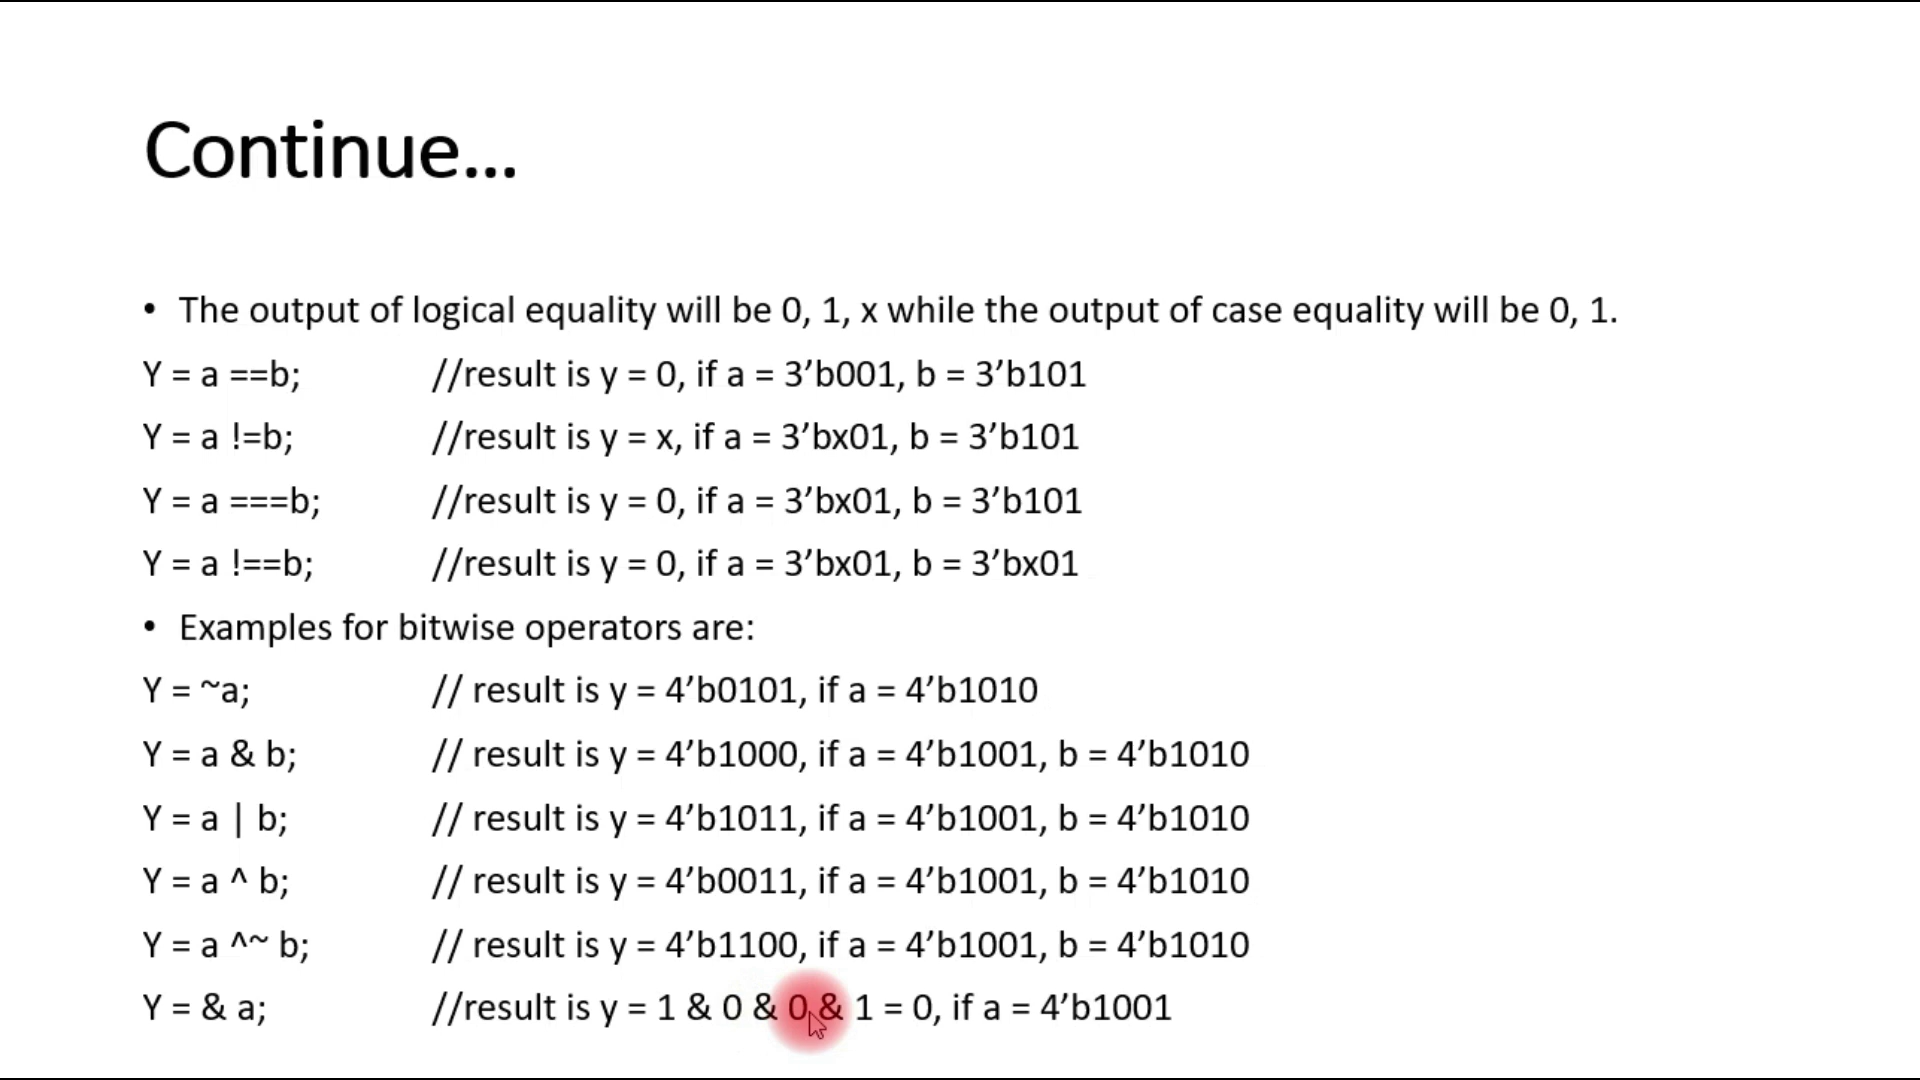 Continue...
• The output of logical equality will be 0, 1, x while the output of case equality will be 0, 1.
Y = a ==b; //result is y = 0, if a = 3’b001, b = 3’b101
Y = a !=b; //result is y = x, if a = 3’bx01, b = 3’b101
Y = a ===b; //result is y = 0, if a = 3’bx01, b = 3’b101
Y = a !==b; //result is y = 0, if a = 3’bx01, b = 3’bx01
• Examples for bitwise operators are:
Y = ~a; // result is y = 4’b0101, if a = 4’b1010
Y = a & b; // result is y = 4’b1000, if a = 4’b1001, b = 4’b1010
Y = a | b; // result is y = 4’b1011, if a = 4’b1001, b = 4’b1010
Y = a ^ b; // result is y = 4’b0011, if a = 4’b1001, b = 4’b1010
Y = a ^~ b; // result is y = 4’b1100, if a = 4’b1001, b = 4’b1010
Y = & a; //result is y = 1 & 0 & 0 & 1 = 0, if a = 4’b1001